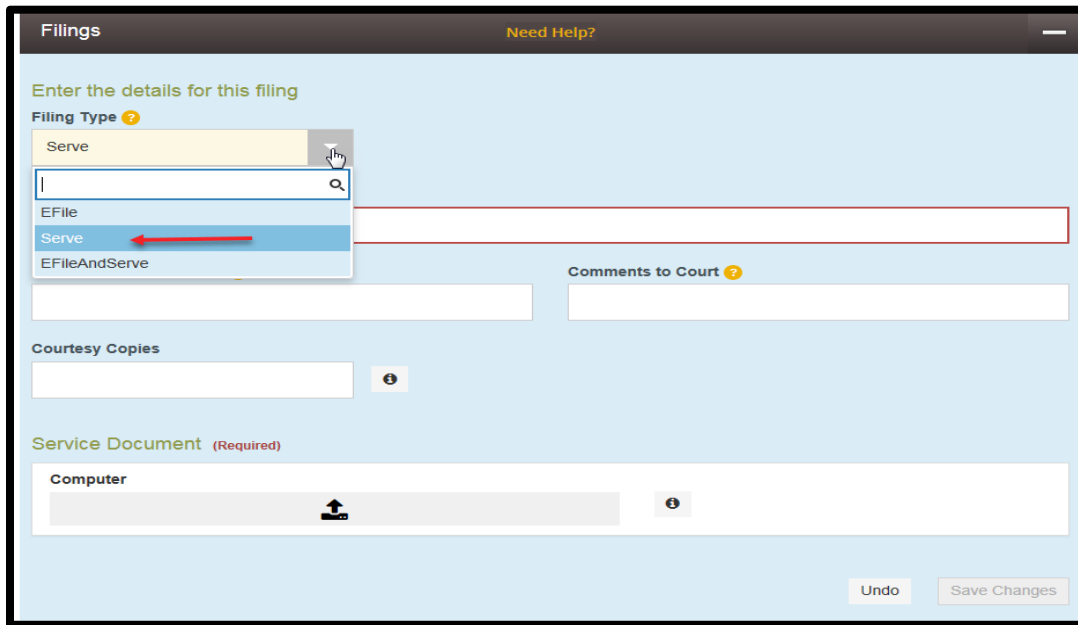 Filings Need Help?
Enter the details for this filing
Filing Type ?
Serve
EFile
Serve
EFileAndServe
Comments to Court ?
Courtesy Copies
Service Document (Required)
Computer
Undo Save Changes